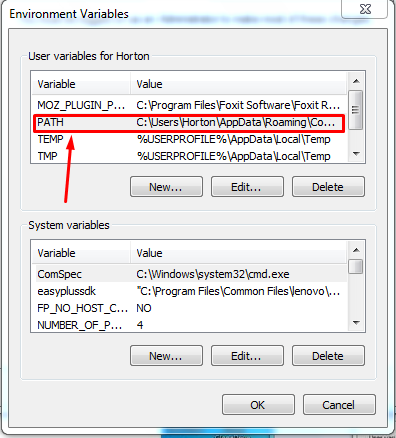 Environment Variables
User variables for Horton
Variable Value
MOZ_PLUGIN_P... C:\Program Files\Foxit Software\Foxit R...
PATH C:\Users\Horton\AppData\Roaming\Co...
TEMP %USERPROFILE%\AppData\Local\Temp
TMP %USERPROFILE%\AppData\Local\Temp
New... Edit... Delete
System variables
Variable Value
ComSpec C:\Windows\system32\cmd.exe
easyplussdk "C:\Program Files\Common Files\lenovo\...
FP_NO_HOST_C... NO
NUMBER_OF_P... 4
New... Edit... Delete
OK Cancel